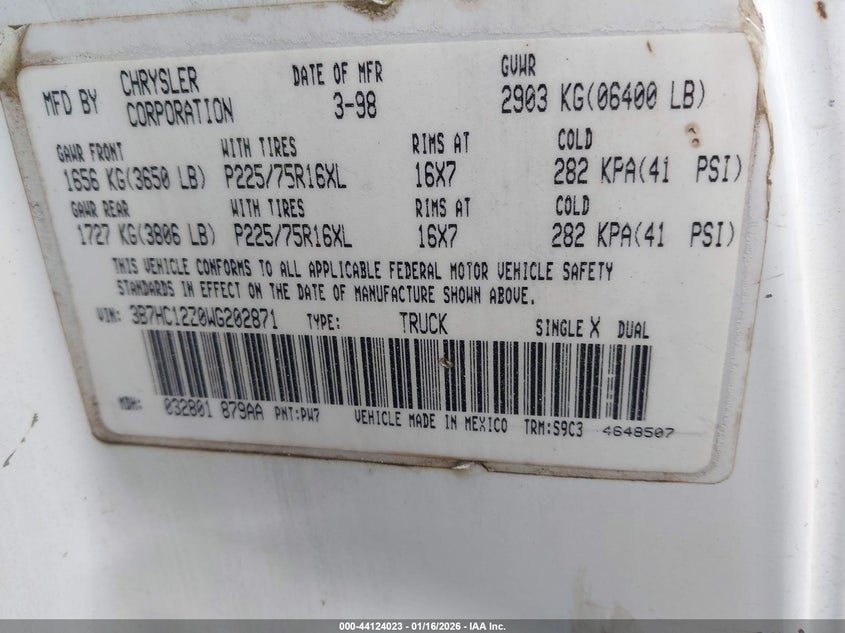 MFD BY CHRYSLER CORPORATION DATE OF MFR 3-98 GVWR 2903 KG(06400 LB)
GAWR FRONT WITH TIRES RIMS AT COLD
1656 KG(3650 LB) P225/75R16XL 16X7 282 KPA(41 PSI)
GAWR REAR WITH TIRES RIMS AT COLD
1727 KG(3806 LB) P225/75R16XL 16X7 282 KPA(41 PSI)
THIS VEHICLE CONFORMS TO ALL APPLICABLE FEDERAL MOTOR VEHICLE SAFETY
STANDARDS IN EFFECT ON THE DATE OF MANUFACTURE SHOWN ABOVE.
VIN: 3B7HC12Z0WG202871 TYPE: TRUCK SINGLE X DUAL
MDH: 032801 879AA PNT:PW7 VEHICLE MADE IN MEXICO TRM:S9C3 4648507
000-44124023 - 01/16/2026 - IAA Inc.